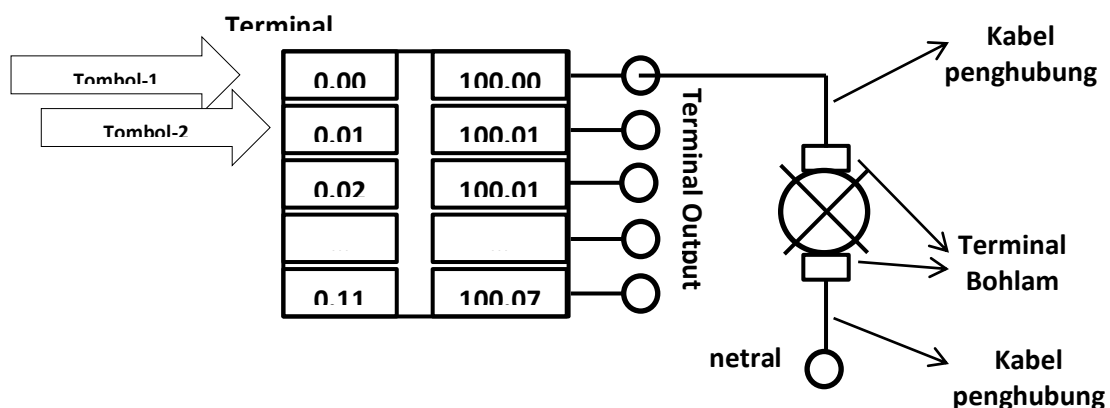 Terminal
Tombol-1
Tombol-2
0.00
100.00
0.01
100.01
0.02
100.01
...
...
0.11
100.07
Terminal Output
Kabel
penghubung
Terminal
Bohlam
netral
Kabel
penghubung